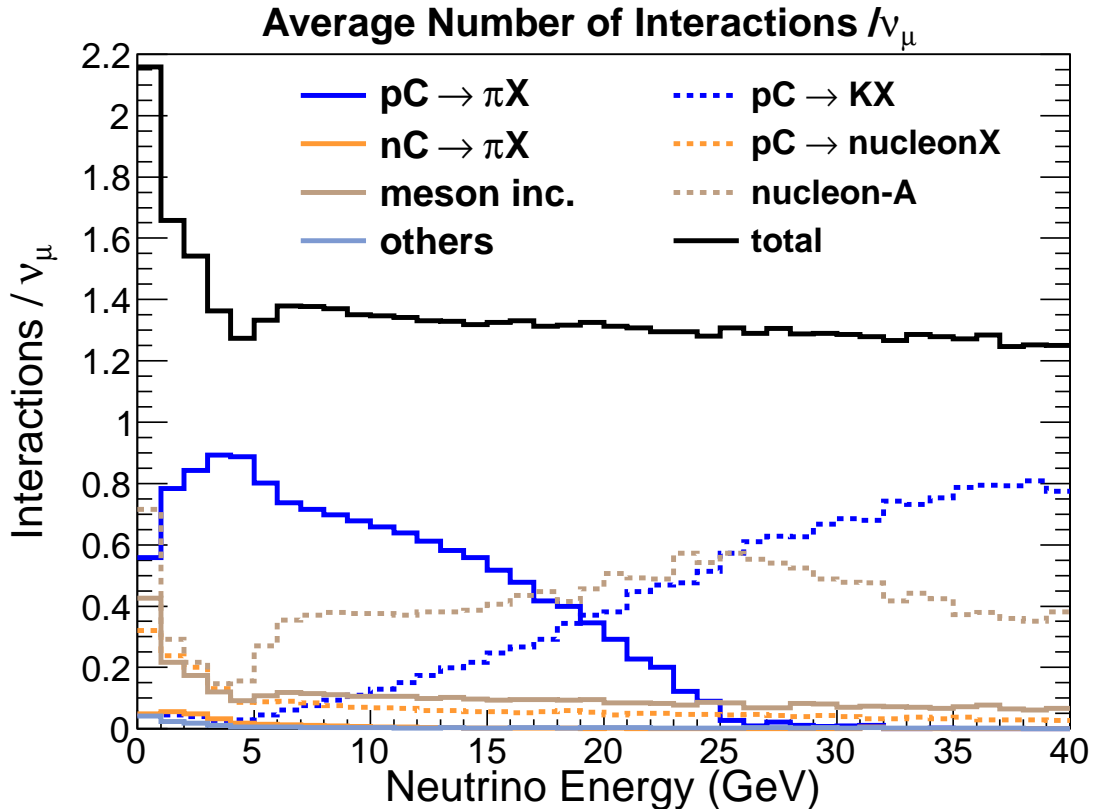 Average Number of Interactions /νμ
2.2
2
1.8
1.6
1.4
1.2
1
0.8
0.6
0.4
0.2
0
Interactions / νμ
pC → πX
nC → πX
meson inc.
others
pC → KX
pC → nucleonX
nucleon-A
total
0 5 10 15 20 25 30 35 40
Neutrino Energy (GeV)